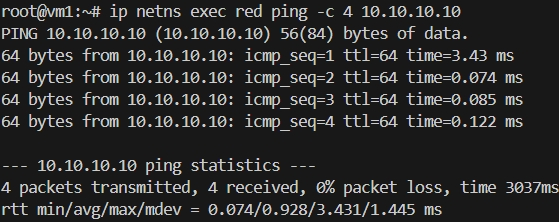 root@vm1:~# ip netns exec red ping -c 4 10.10.10.10
PING 10.10.10.10 (10.10.10.10) 56(84) bytes of data.
64 bytes from 10.10.10.10: icmp_seq=1 ttl=64 time=3.43 ms
64 bytes from 10.10.10.10: icmp_seq=2 ttl=64 time=0.074 ms
64 bytes from 10.10.10.10: icmp_seq=3 ttl=64 time=0.085 ms
64 bytes from 10.10.10.10: icmp_seq=4 ttl=64 time=0.122 ms
--- 10.10.10.10 ping statistics ---
4 packets transmitted, 4 received, 0% packet loss, time 3037ms
rtt min/avg/max/mdev = 0.074/0.928/3.431/1.445 ms